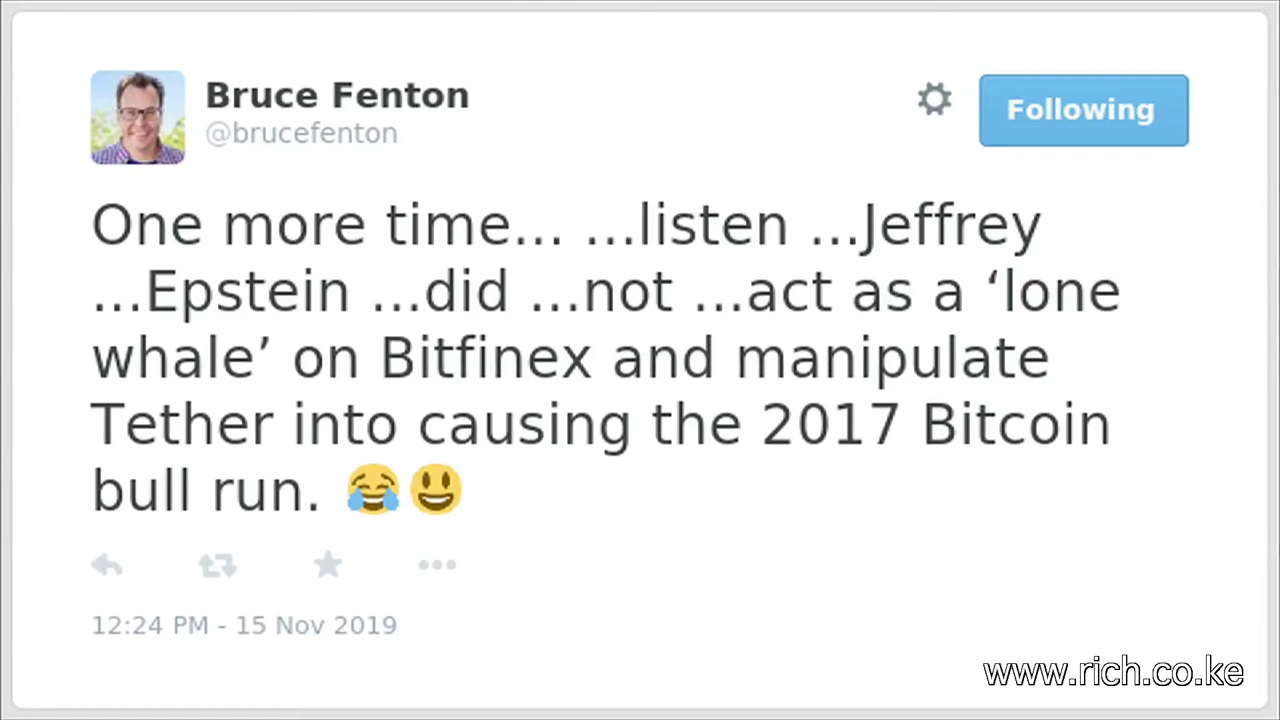 Bruce Fenton
@brucefenton
Following
One more time... ...listen ...Jeffrey
...Epstein ...did ...not ...act as a ‘lone
whale’ on Bitfinex and manipulate
Tether into causing the 2017 Bitcoin
bull run. 😂😃
12:24 PM - 15 Nov 2019
www.rich.co.ke